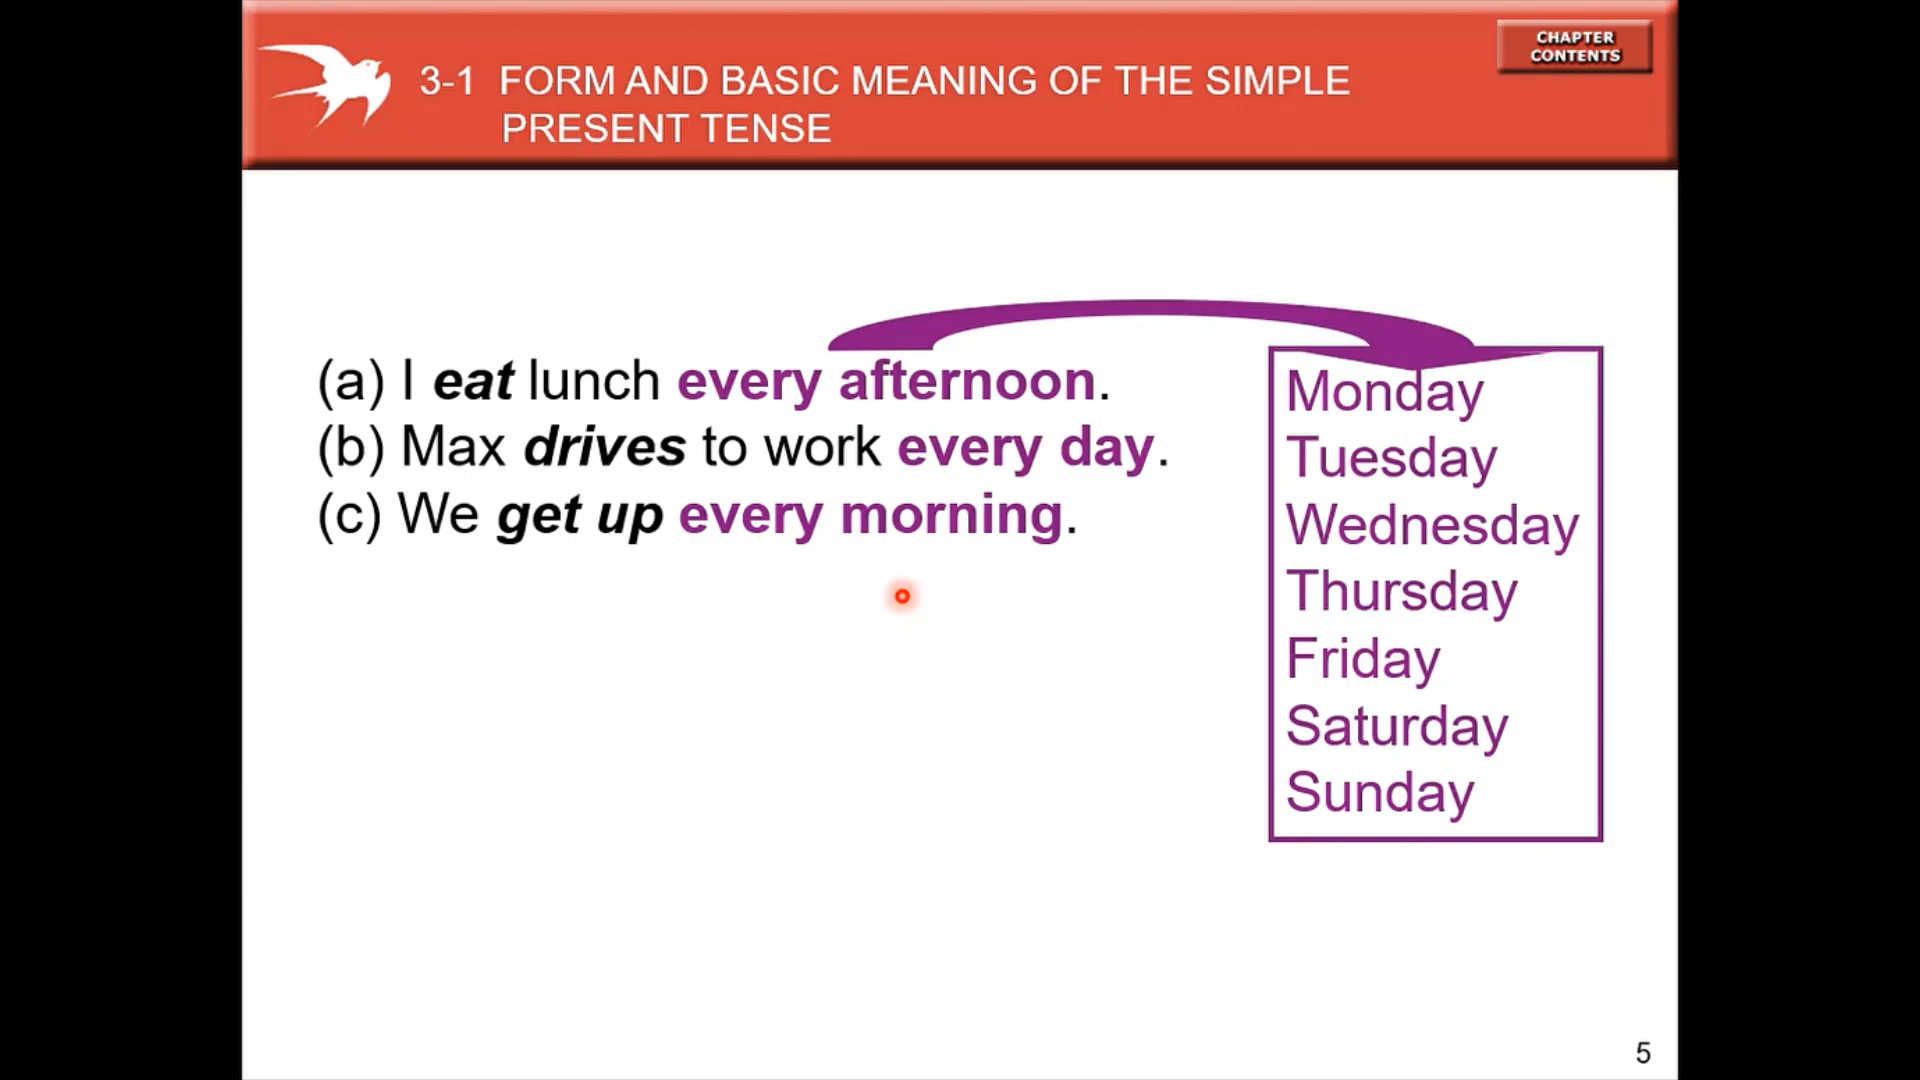 CHAPTER
CONTENTS
3-1 FORM AND BASIC MEANING OF THE SIMPLE
PRESENT TENSE
(a) I eat lunch every afternoon.
(b) Max drives to work every day.
(c) We get up every morning.
Monday
Tuesday
Wednesday
Thursday
Friday
Saturday
Sunday
5